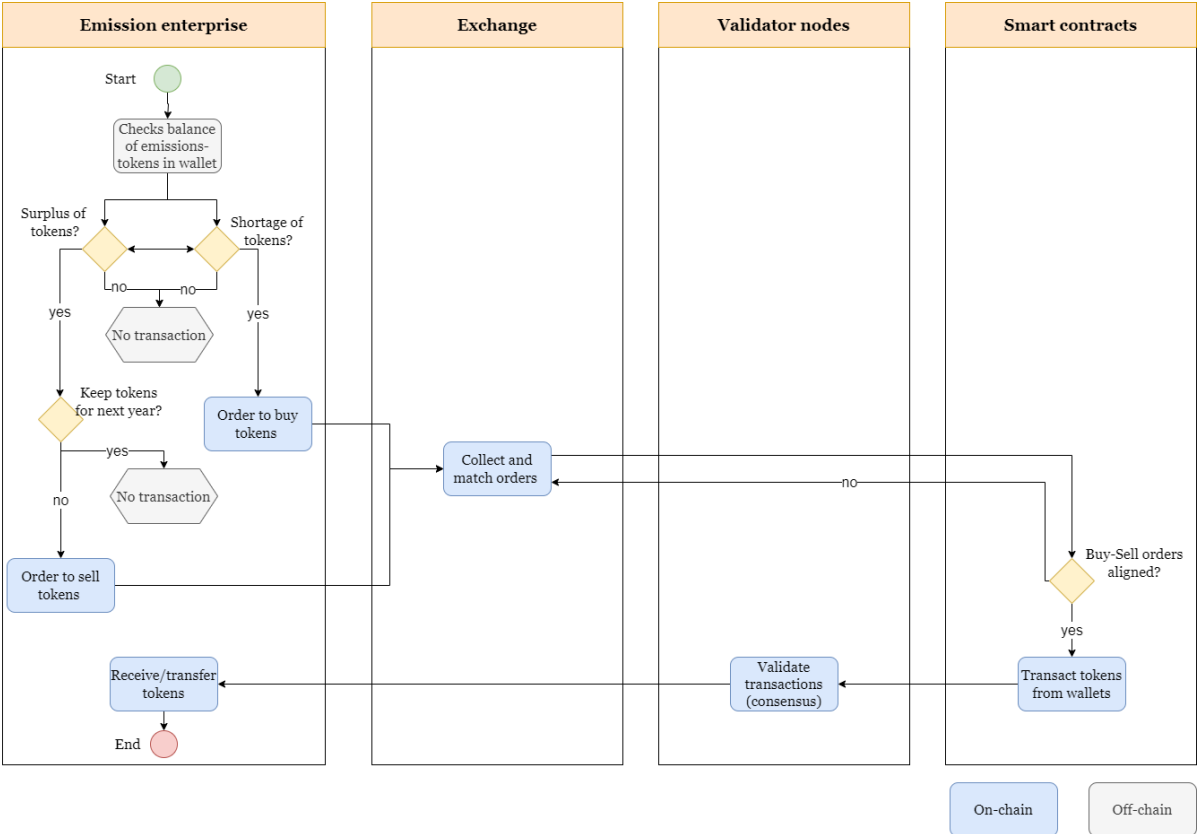 Emission enterprise
Exchange
Validator nodes
Smart contracts
Start
Checks balance
of emissions-
tokens in wallet
Surplus of
tokens?
Shortage of
tokens?
no
no
yes
yes
No transaction
Keep tokens
for next year?
Order to buy
tokens
yes
no
No transaction
Collect and
match orders
no
Buy-Sell orders
aligned?
Order to sell
tokens
yes
Receive/transfer
tokens
Validate
transactions
(consensus)
Transact tokens
from wallets
End
On-chain
Off-chain